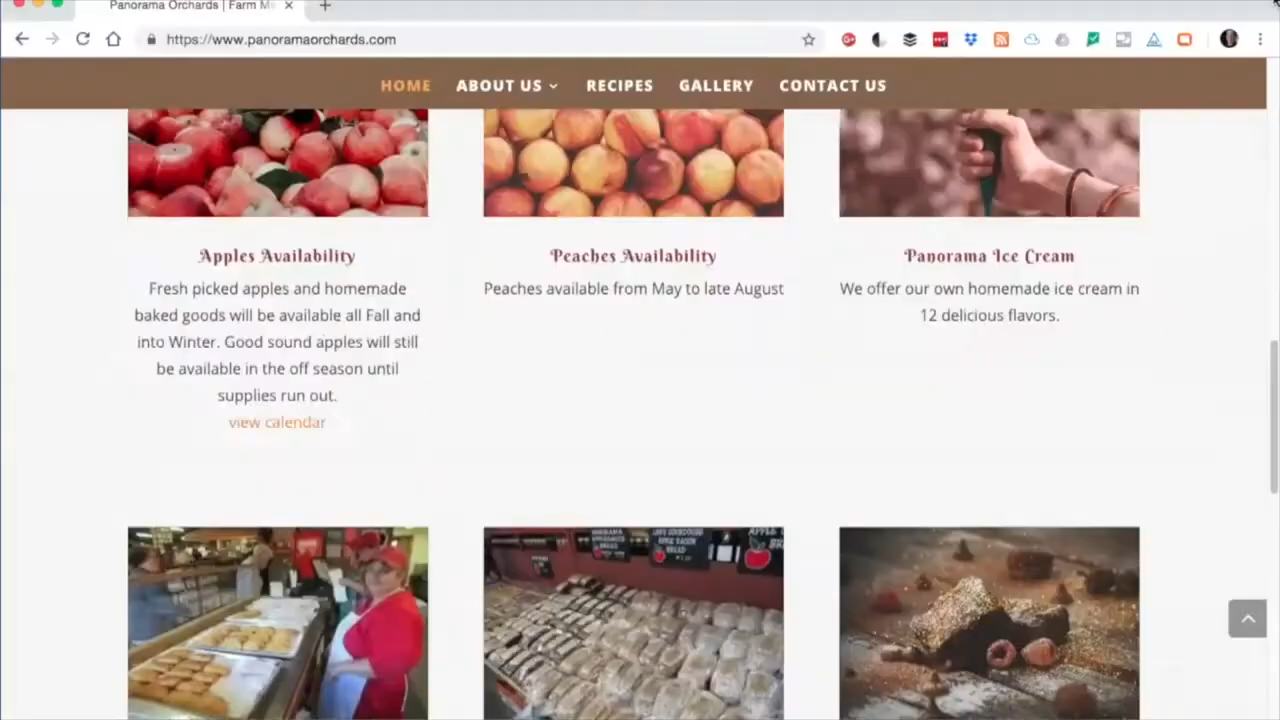 Panorama Orchards | Farm M
https://www.panoramaorchards.com
HOME ABOUT US RECIPES GALLERY CONTACT US
Apples Availability
Fresh picked apples and homemade
baked goods will be available all Fall and
into Winter. Good sound apples will still
be available in the off season until
supplies run out.
view calendar
Peaches Availability
Peaches available from May to late August
Panorama Ice Cream
We offer our own homemade ice cream in
12 delicious flavors.